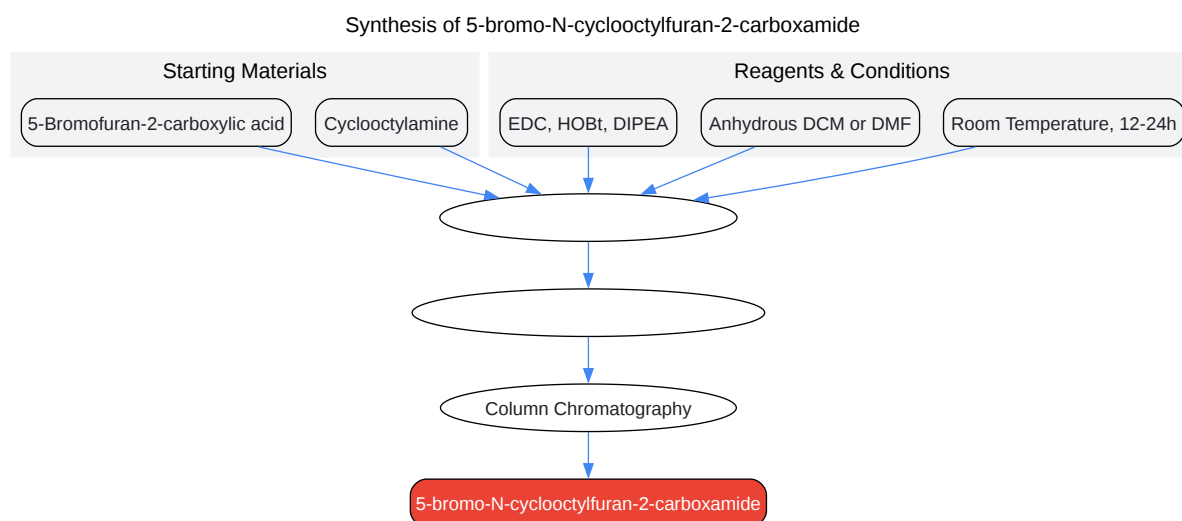 Synthesis of 5-bromo-N-cyclooctylfuran-2-carboxamide
Starting Materials
Reagents & Conditions
5-Bromofuran-2-carboxylic acid
Cyclooctylamine
EDC, HOBt, DIPEA
Anhydrous DCM or DMF
Room Temperature, 12-24h
Column Chromatography
5-bromo-N-cyclooctylfuran-2-carboxamide